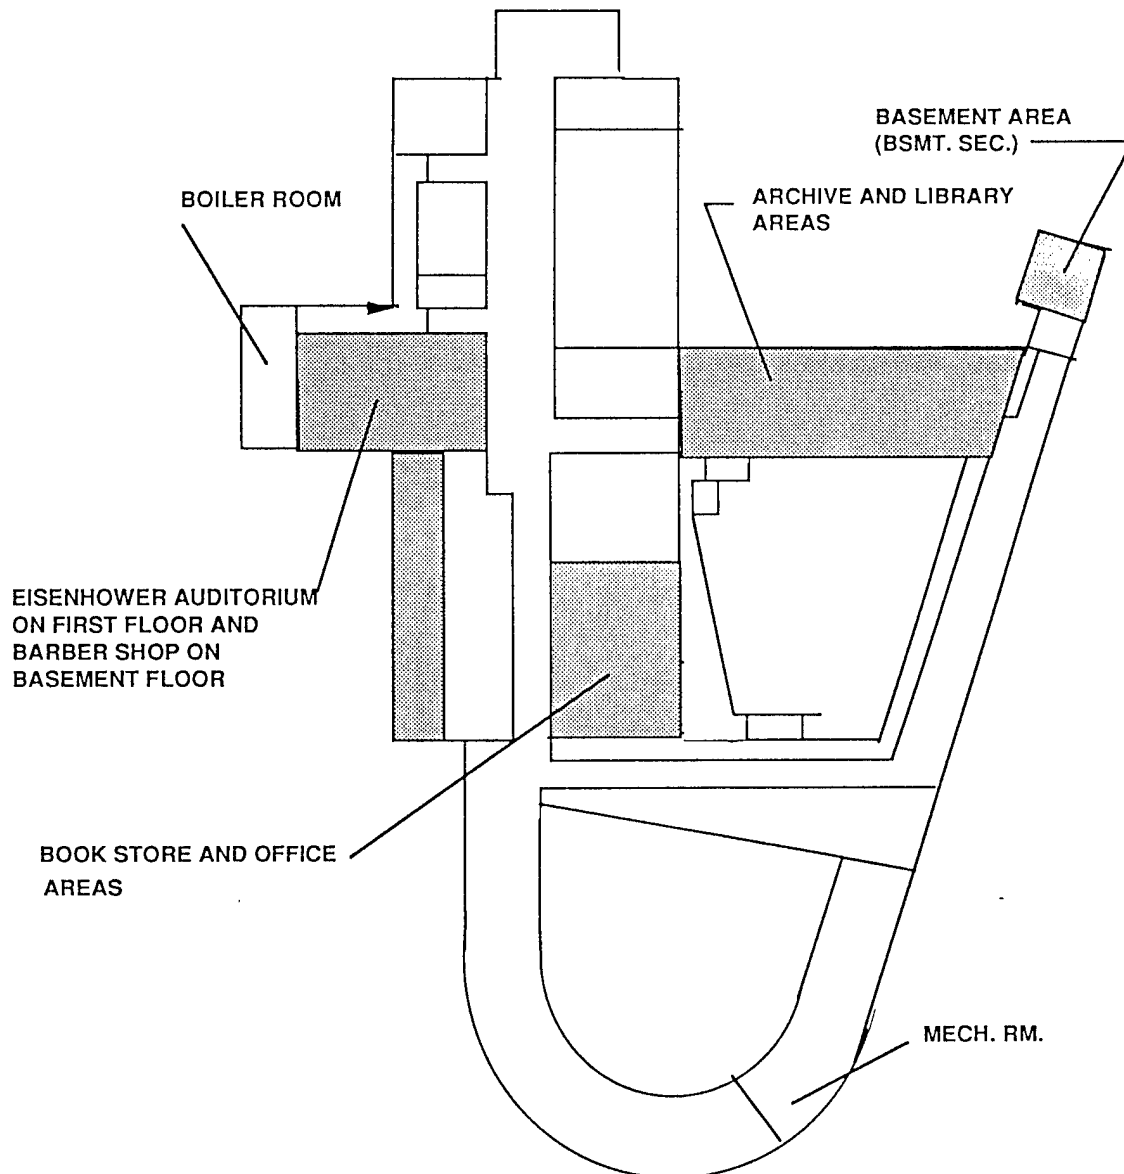 BASEMENT AREA
(BSMT. SEC.)
BOILER ROOM
ARCHIVE AND LIBRARY
AREAS
EISENHOWER AUDITORIUM
ON FIRST FLOOR AND
BARBER SHOP ON
BASEMENT FLOOR
BOOK STORE AND OFFICE
AREAS
MECH. RM.